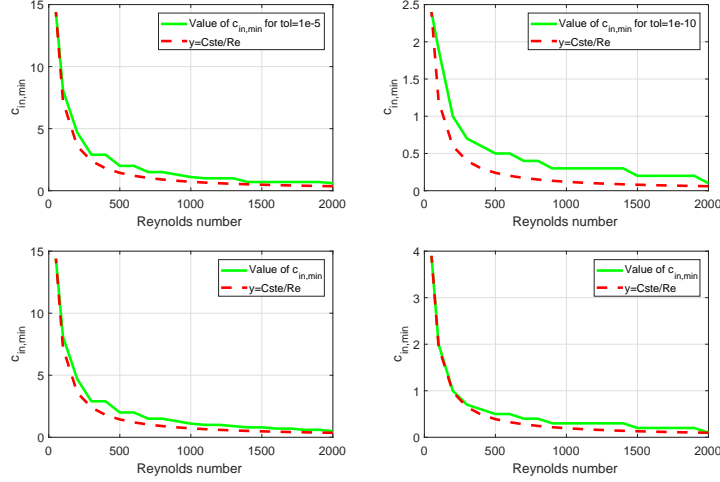 15
10
5
0
c_in,min
0 500 1000 1500 2000
Reynolds number
Value of c_in,min for tol=1e-5
y=Cste/Re
2.5
2
1.5
1
0.5
0
c_in,min
0 500 1000 1500 2000
Reynolds number
Value of c_in,min for tol=1e-10
y=Cste/Re
15
10
5
0
c_in,min
0 500 1000 1500 2000
Reynolds number
Value of c_in,min
y=Cste/Re
4
3
2
1
0
c_in,min
0 500 1000 1500 2000
Reynolds number
Value of c_in,min
y=Cste/Re